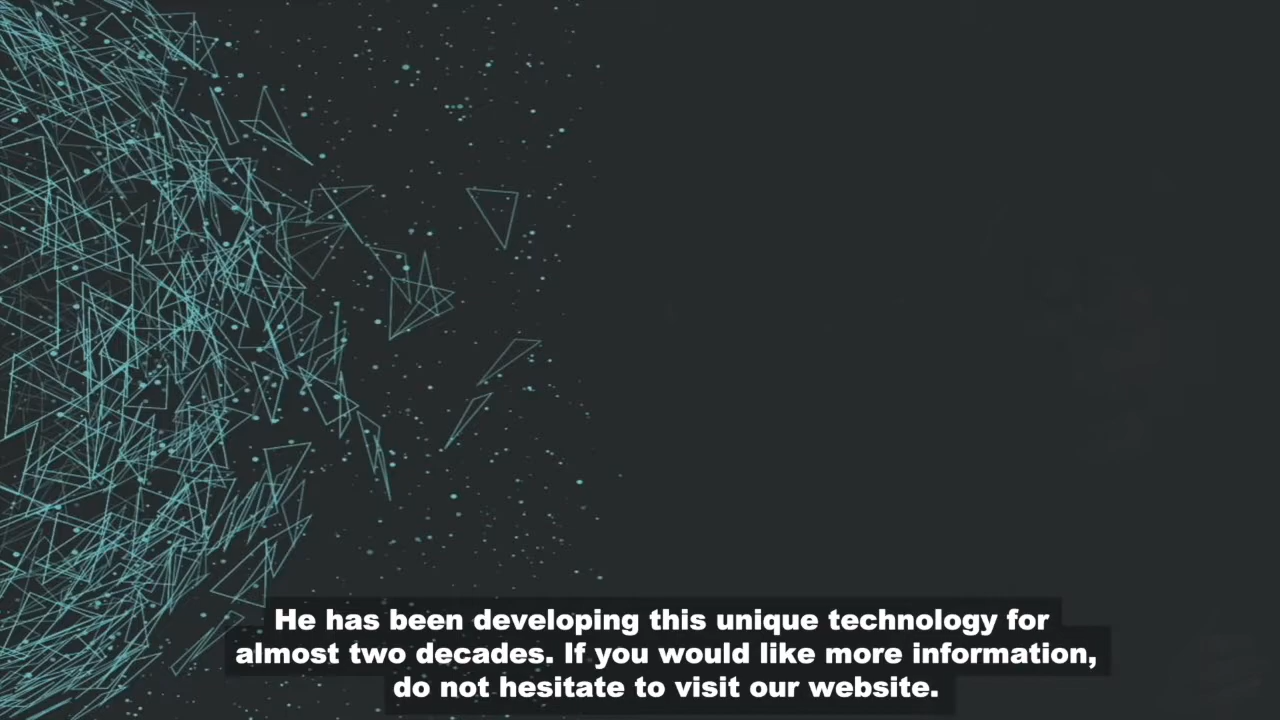 He has been developing this unique technology for
almost two decades. If you would like more information,
do not hesitate to visit our website.